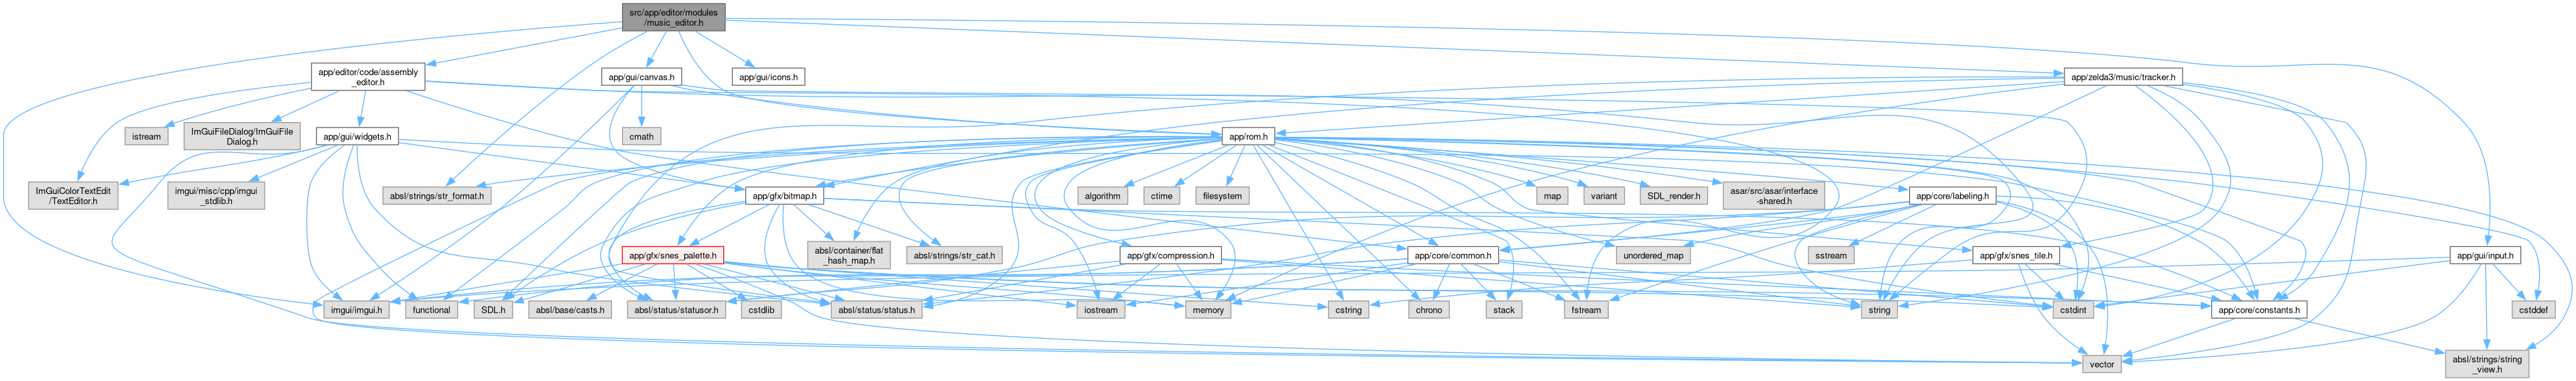 src/app/editor/modules
/music_editor.h
app/editor/code/assembly
_editor.h
app/gui/canvas.h
app/gui/icons.h
app/zelda3/music/tracker.h
istream
ImGuiFileDialog/ImGuiFile
Dialog.h
app/gui/widgets.h
cmath
app/rom.h
ImGuiColorTextEdit
/TextEditor.h
imgui/misc/cpp/imgui
_stdlib.h
absl/strings/str_format.h
app/gfx/bitmap.h
algorithm
ctime
filesystem
map
variant
SDL_render.h
asar/src/asar/interface
-shared.h
app/core/labeling.h
app/gfx/snes_palette.h
absl/container/flat
_hash_map.h
absl/strings/str_cat.h
app/gfx/compression.h
app/core/common.h
unordered_map
sstream
app/gfx/snes_tile.h
app/gui/input.h
imgui/imgui.h
functional
SDL.h
absl/base/casts.h
absl/status/statusor.h
cstdlib
absl/status/status.h
iostream
memory
cstring
chrono
stack
fstream
string
cstdint
app/core/constants.h
cstddef
vector
absl/strings/string
_view.h